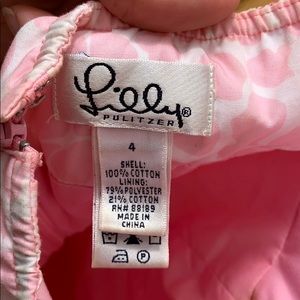 Lilly®
PULITZER
4
SHELL:
100% COTTON
LINING:
79% POLYESTER
21% COTTON
RN# 88189
MADE IN
CHINA
P